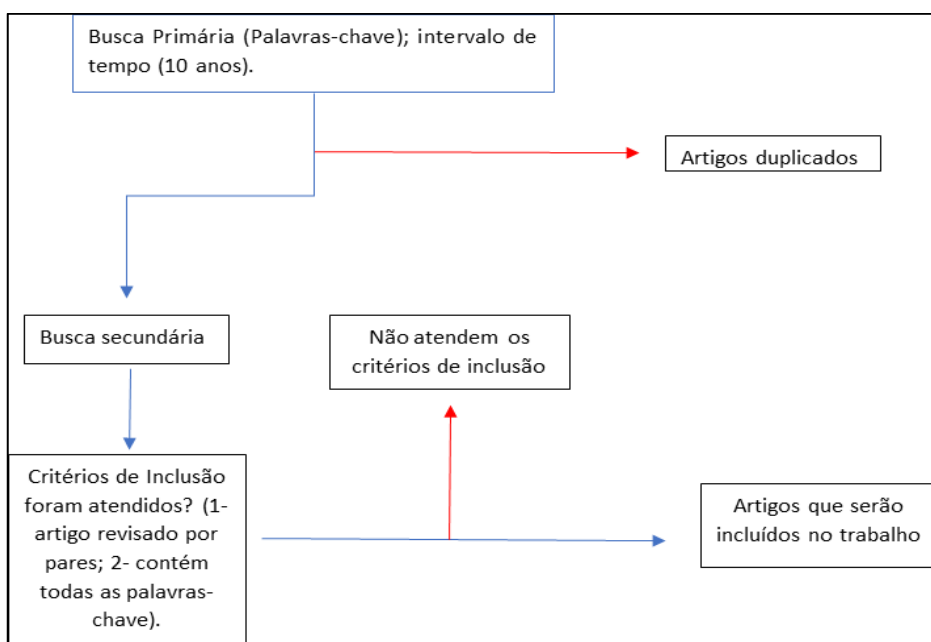 Busca Primária (Palavras-chave); intervalo de
tempo (10 anos).
Artigos duplicados
Busca secundária
Não atendem os
critérios de inclusão
Critérios de Inclusão
foram atendidos? (1-
artigo revisado por
pares; 2- contém
todas as palavras-
chave).
Artigos que serão
incluídos no trabalho